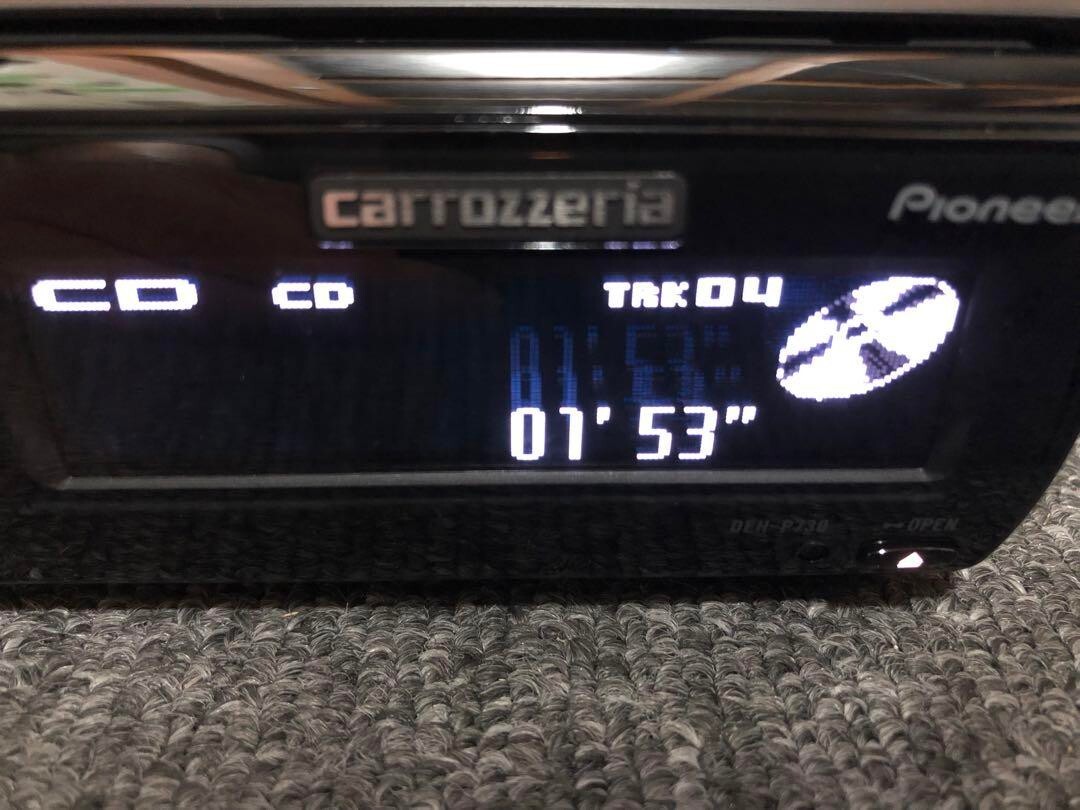 carrozzeria
Pioneer
CD CD TRK 04
01' 53"
DEH-P730
OPEN